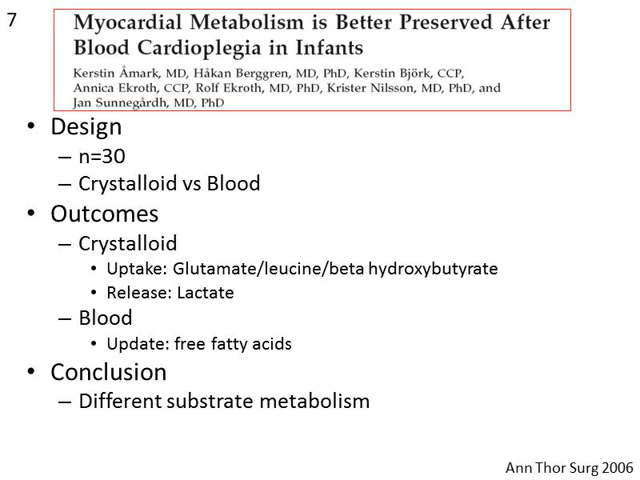 7
Myocardial Metabolism is Better Preserved After
Blood Cardioplegia in Infants
Kerstin Åmark, MD, Håkan Berggren, MD, PhD, Kerstin Björk, CCP,
Annica Ekroth, CCP, Rolf Ekroth, MD, PhD, Krister Nilsson, MD, PhD, and
Jan Sunnegårdh, MD, PhD
• Design
– n=30
– Crystalloid vs Blood
• Outcomes
– Crystalloid
• Uptake: Glutamate/leucine/beta hydroxybutyrate
• Release: Lactate
– Blood
• Update: free fatty acids
• Conclusion
– Different substrate metabolism
Ann Thor Surg 2006